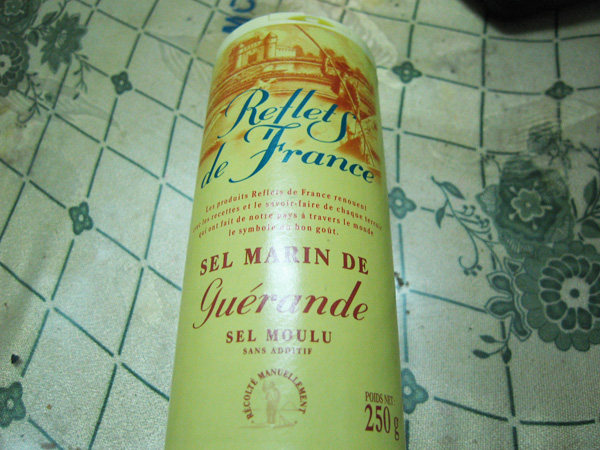 Reflets
de France
Les produits Reflets de France renouent
avec les recettes et le savoir-faire de chaque terroir
qui ont fait de notre pays à travers le monde
le symbole du bon goût.
SEL MARIN DE
Guérande
SEL MOULU
SANS ADDITIF
RÉCOLTÉ MANUELLEMENT
POIDS NET
250 g